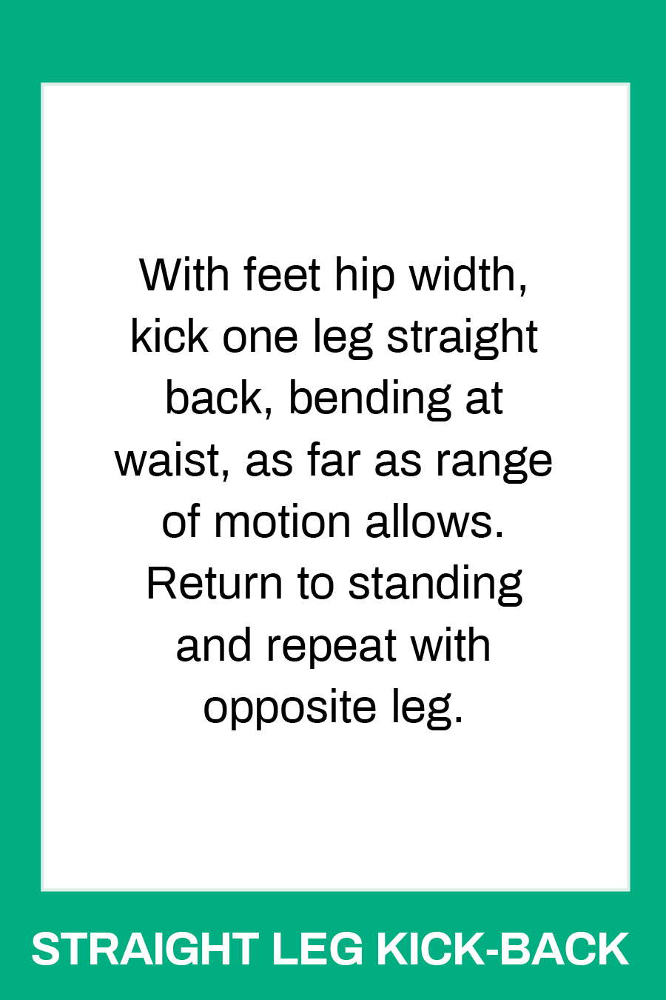 With feet hip width,
kick one leg straight
back, bending at
waist, as far as range
of motion allows.
Return to standing
and repeat with
opposite leg.
STRAIGHT LEG KICK-BACK